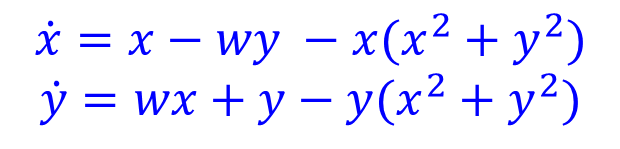 ẋ = x − wy − x(x² + y²)
ẏ = wx + y − y(x² + y²)